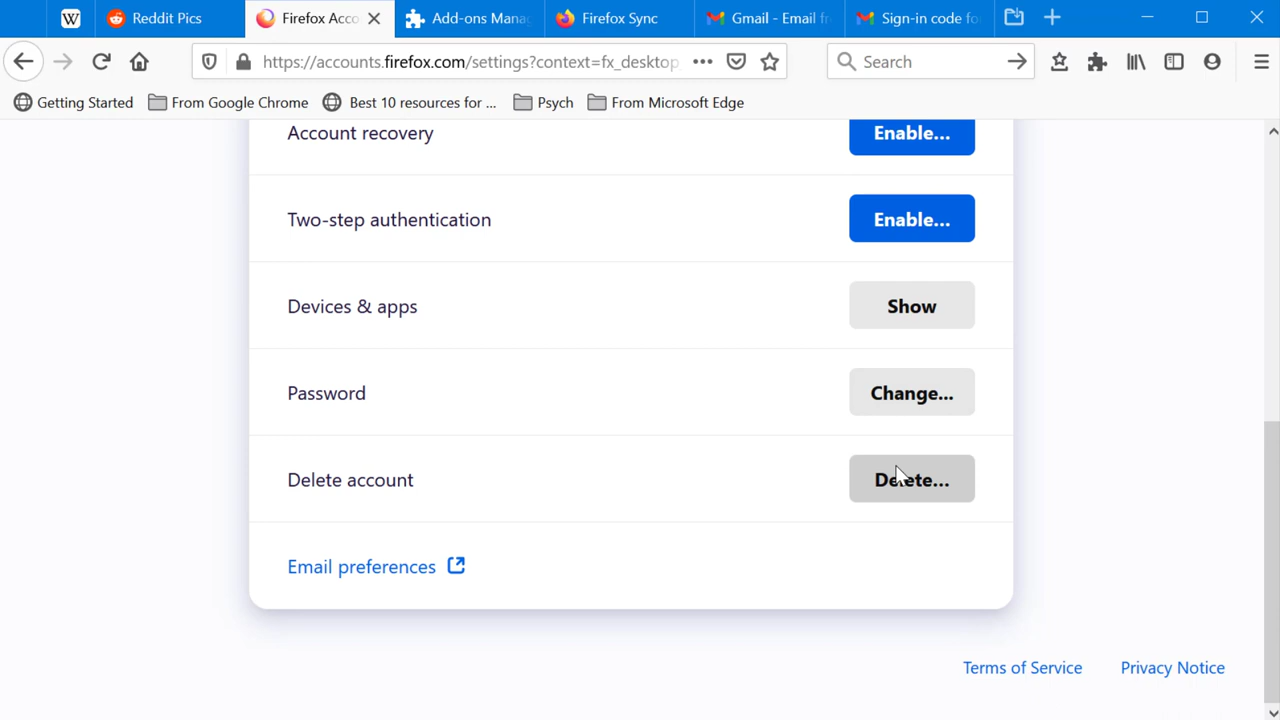 W Reddit Pics Firefox Acco Add-ons Mana Firefox Sync Gmail - Email fr Sign-in code fo
https://accounts.firefox.com/settings?context=fx_desktop_ Search
Getting Started From Google Chrome Best 10 resources for ... Psych From Microsoft Edge
Account recovery Enable...
Two-step authentication Enable...
Devices & apps Show
Password Change...
Delete account Delete...
Email preferences
Terms of Service Privacy Notice